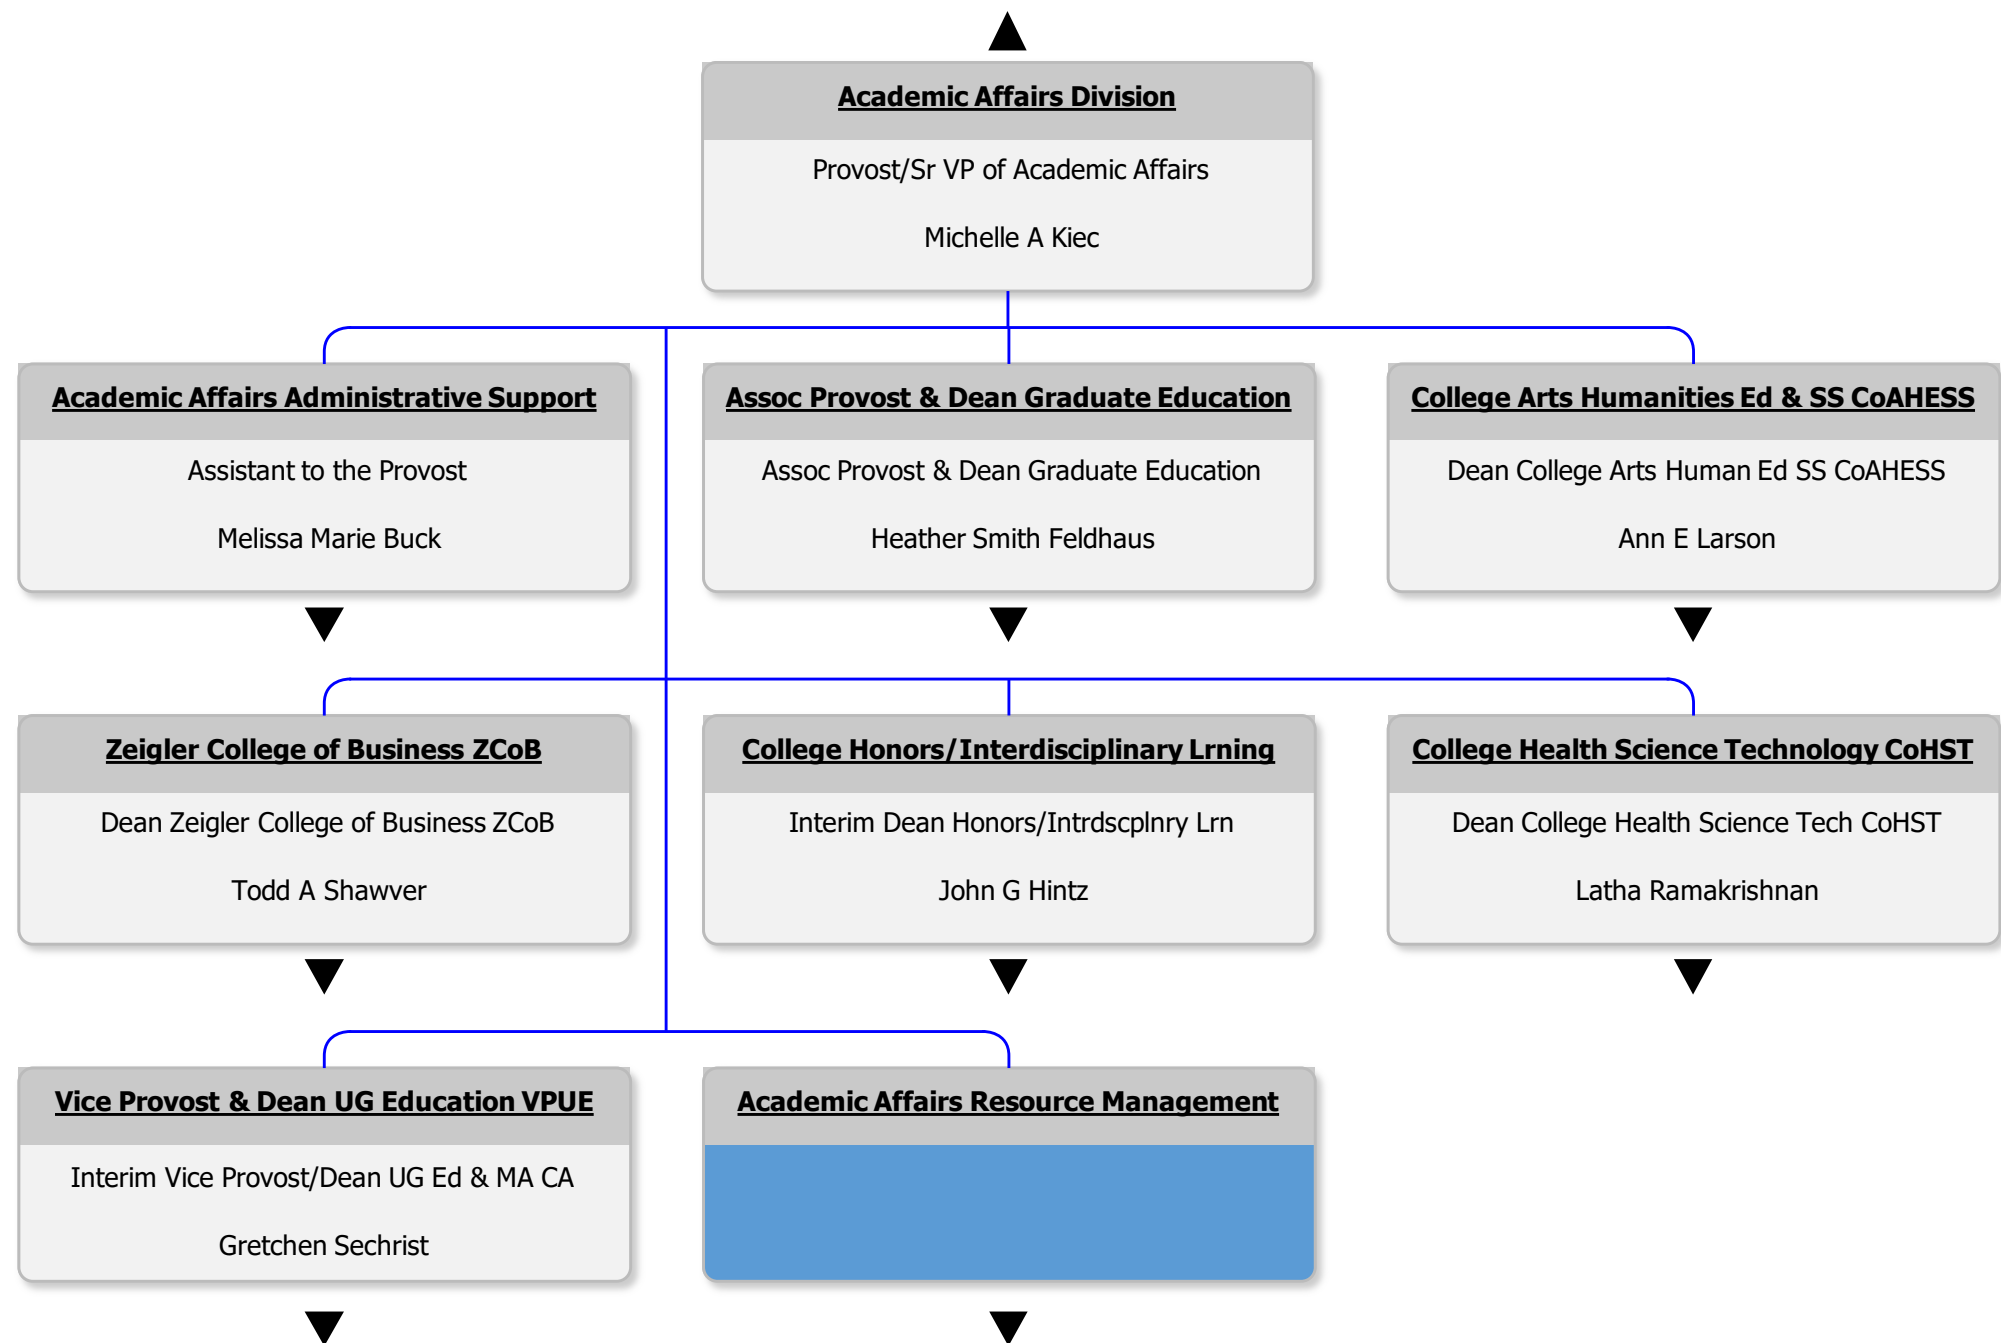 Academic Affairs Division
Provost/Sr VP of Academic Affairs
Michelle A Kiec
Academic Affairs Administrative Support
Assistant to the Provost
Melissa Marie Buck
Assoc Provost & Dean Graduate Education
Assoc Provost & Dean Graduate Education
Heather Smith Feldhaus
College Arts Humanities Ed & SS CoAHESS
Dean College Arts Human Ed SS CoAHESS
Ann E Larson
Zeigler College of Business ZCoB
Dean Zeigler College of Business ZCoB
Todd A Shawver
College Honors/Interdisciplinary Lrning
Interim Dean Honors/Intrdscplnry Lrn
John G Hintz
College Health Science Technology CoHST
Dean College Health Science Tech CoHST
Latha Ramakrishnan
Vice Provost & Dean UG Education VPUE
Interim Vice Provost/Dean UG Ed & MA CA
Gretchen Sechrist
Academic Affairs Resource Management